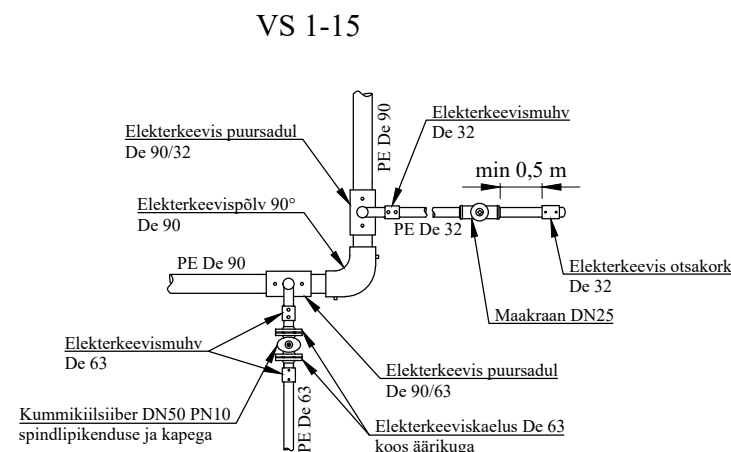 VS 1-15
PE De 90
Elekterkeevismuhv
De 32
Elekterkeevis puursadul
De 90/32
min 0,5 m
Elekterkeevispõlv 90°
De 90
PE De 32
PE De 90
Elekterkeevis otsakork
De 32
Maakraan DN25
Elekterkeevismuhv
De 63
Elekterkeevis puursadul
De 90/63
Kummikiilsiiber DN50 PN10
spindlipikenduse ja kapega
PE De 63
Elekterkeeviskaelus De 63
koos äärikuga